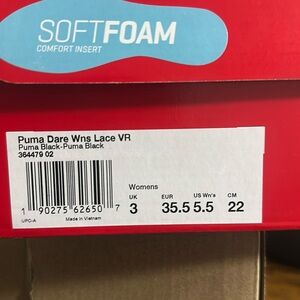 SOFTFOAM
COMFORT INSERT
Puma Dare Wns Lace VR
Puma Black-Puma Black
364479 02
Womens
UK EUR US Wn's CM
3 35.5 5.5 22
1 90275 62650 7
UPC-A Made in Vietnam